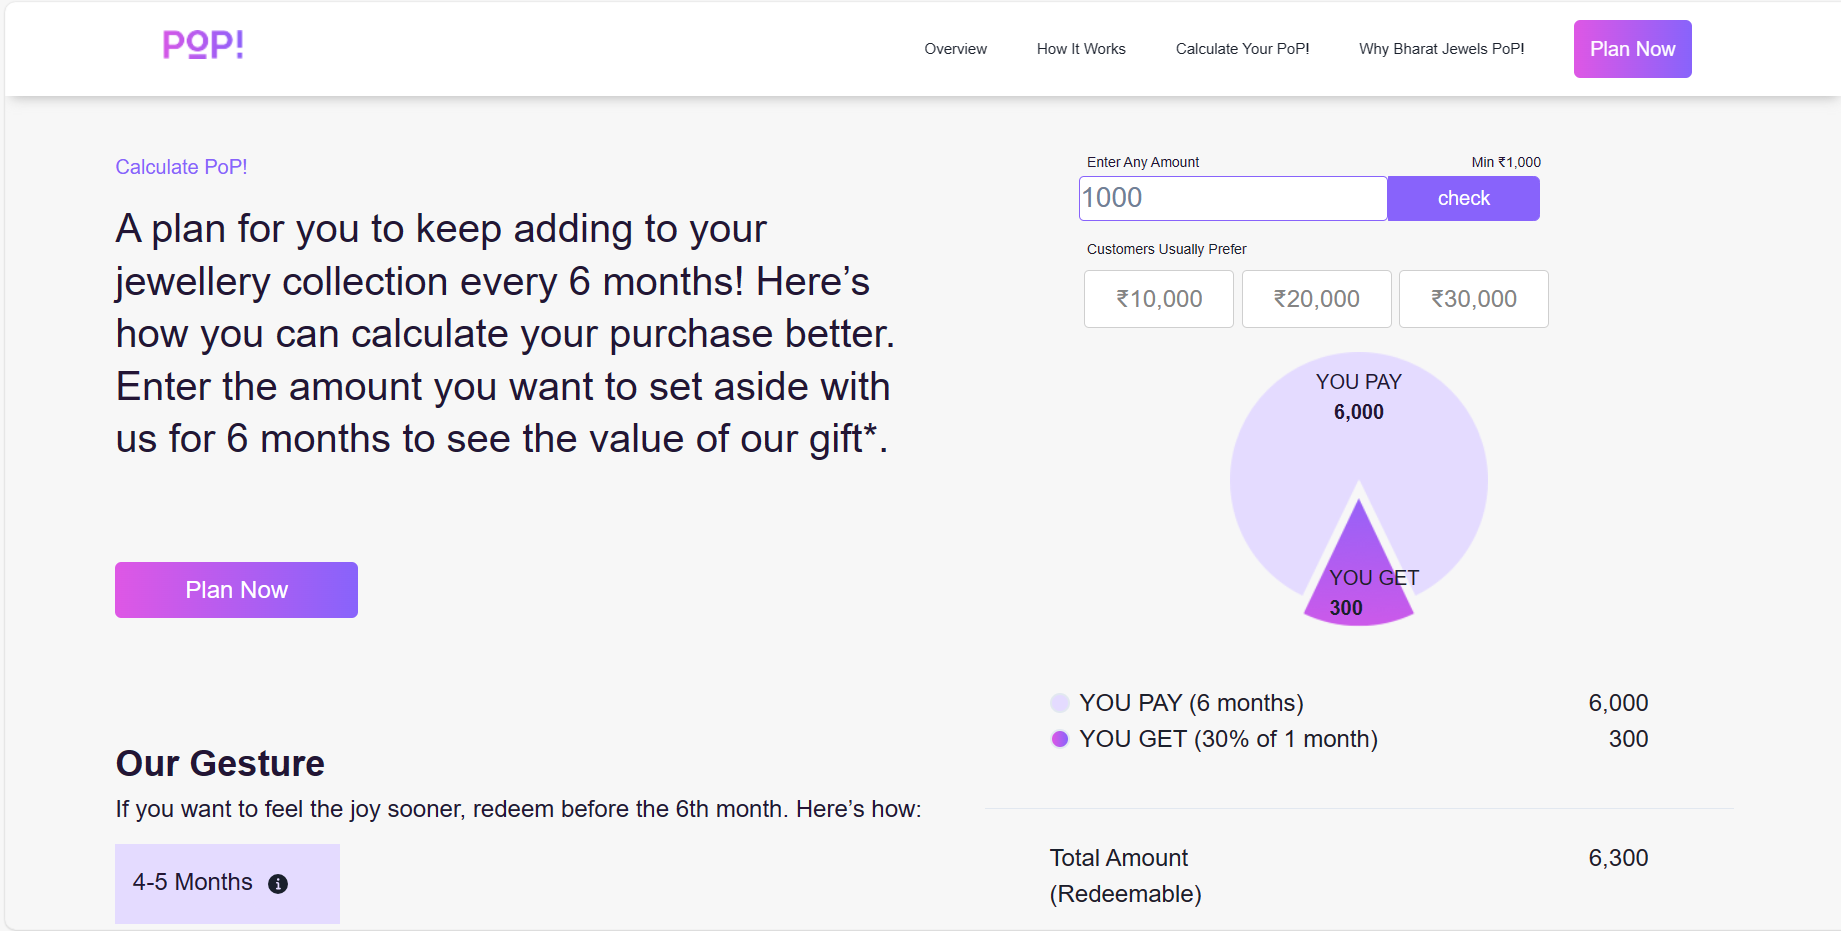 PoP!
Overview
How It Works
Calculate Your PoP!
Why Bharat Jewels PoP!
Plan Now
Calculate PoP!
A plan for you to keep adding to your
jewellery collection every 6 months! Here’s
how you can calculate your purchase better.
Enter the amount you want to set aside with
us for 6 months to see the value of our gift*.
Plan Now
Our Gesture
If you want to feel the joy sooner, redeem before the 6th month. Here’s how:
4-5 Months
Enter Any Amount
Min ₹1,000
1000
check
Customers Usually Prefer
₹10,000
₹20,000
₹30,000
YOU PAY
6,000
YOU GET
300
YOU PAY (6 months) 6,000
YOU GET (30% of 1 month) 300
Total Amount 6,300
(Redeemable)